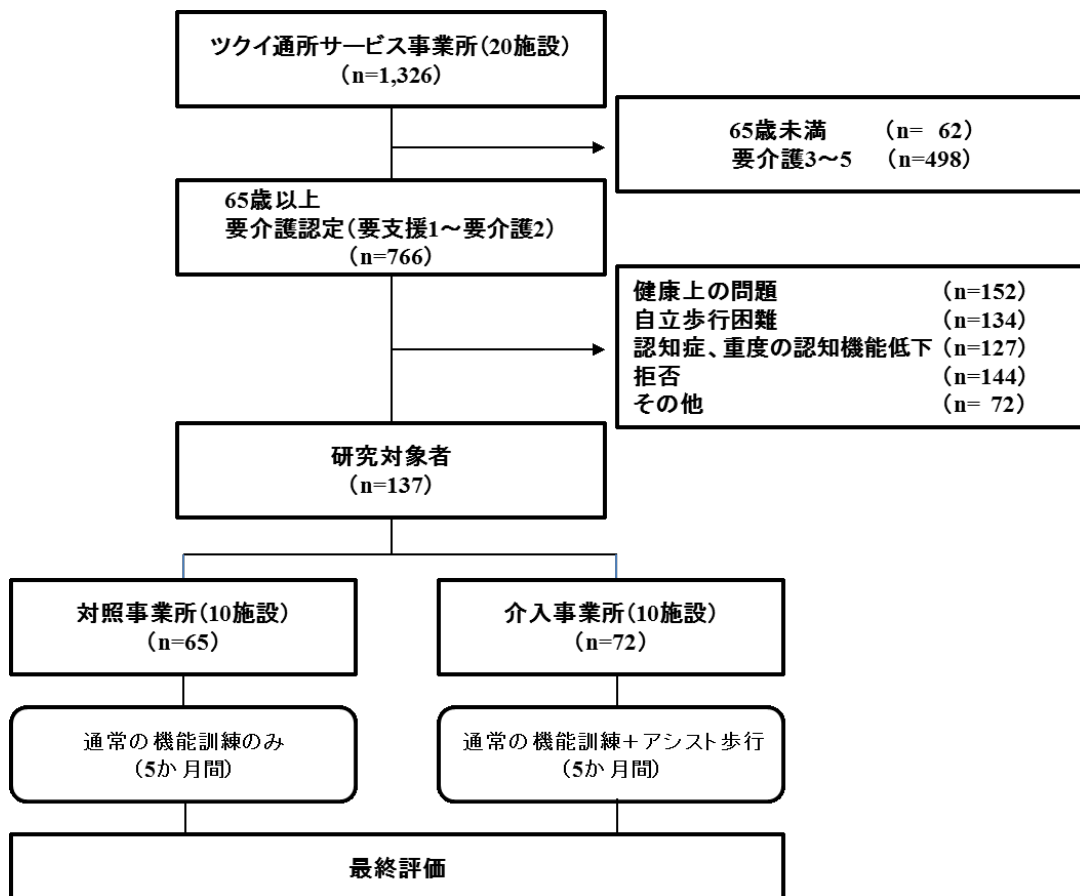 ツクイ通所サービス事業所（20施設）
（n=1,326）
65歳未満 （n= 62）
要介護3～5 （n=498）
65歳以上
要介護認定（要支援1～要介護2）
（n=766）
健康上の問題 （n=152）
自立歩行困難 （n=134）
認知症、重度の認知機能低下 （n=127）
拒否 （n=144）
その他 （n= 72）
研究対象者
（n=137）
対照事業所（10施設）
（n=65）
介入事業所（10施設）
（n=72）
通常の機能訓練のみ
（5か月間）
通常の機能訓練＋アシスト歩行
（5か月間）
最終評価